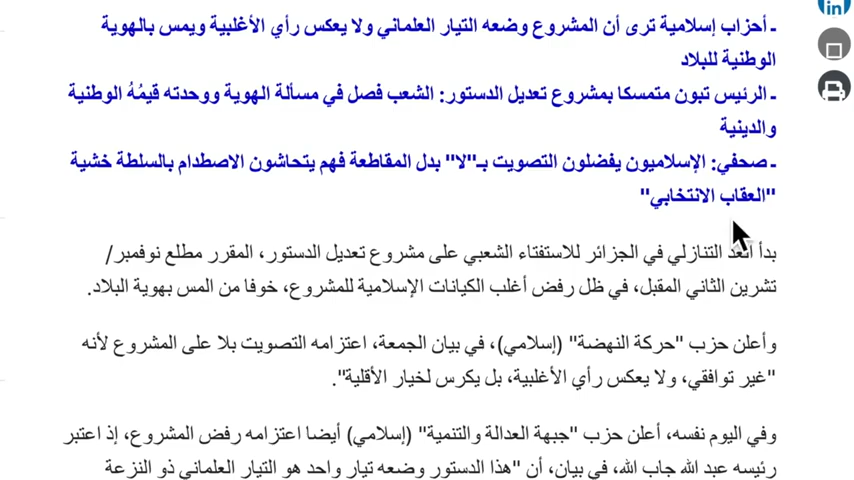 ـ أحزاب إسلامية ترى أن المشروع وضعه التيار العلماني ولا يعكس رأي الأغلبية ويمس بالهوية
الوطنية للبلاد
ـ الرئيس تبون متمسكا بمشروع تعديل الدستور: الشعب فصل في مسألة الهوية ووحدته قيمُهُ الوطنية
والدينية
ـ صحفي: الإسلاميون يفضلون التصويت بـ"لا" بدل المقاطعة فهم يتحاشون الاصطدام بالسلطة خشية
"العقاب الانتخابي"
بدأ العد التنازلي في الجزائر للاستفتاء الشعبي على مشروع تعديل الدستور، المقرر مطلع نوفمبر/
تشرين الثاني المقبل، في ظل رفض أغلب الكيانات الإسلامية للمشروع، خوفا من المس بهوية البلاد.
وأعلن حزب "حركة النهضة" (إسلامي)، في بيان الجمعة، اعتزامه التصويت بلا على المشروع لأنه
"غير توافقي، ولا يعكس رأي الأغلبية، بل يكرس لخيار الأقلية".
وفي اليوم نفسه، أعلن حزب "جبهة العدالة والتنمية" (إسلامي) أيضا اعتزامه رفض المشروع، إذ اعتبر
رئيسه عبد الله جاب الله، في بيان، أن "هذا الدستور وضعه تيار واحد هو التيار العلماني ذو النزعة
in